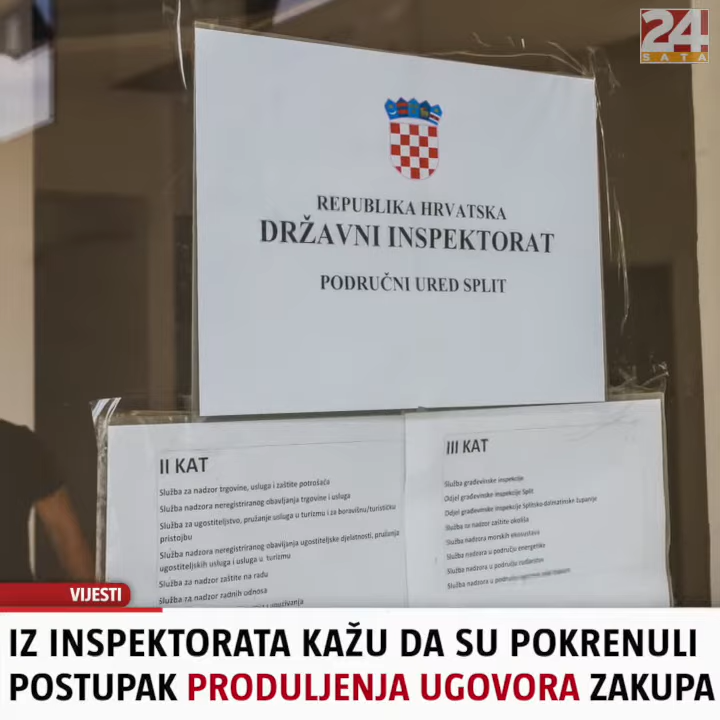 24
SATA
REPUBLIKA HRVATSKA
DRŽAVNI INSPEKTORAT
PODRUČNI URED SPLIT
II KAT
Služba za nadzor trgovine, usluga i zaštite potrošača
Služba nadzora neregistriranog obavljanja trgovine i usluga
Služba za ugostiteljstvo, pružanje usluga u turizmu i za boravišnu/turističku
pristojbu
Služba nadzora neregistriranog obavljanja ugostiteljske djelatnosti, pružanja
ugostiteljskih usluga i usluga u turizmu
Služba za nadzor zaštite na radu
Služba za nadzor radnih odnosa
III KAT
Služba građevinske inspekcije
Odjel građevinske inspekcije Split
Odjel građevinske inspekcije Splitsko-dalmatinske županije
Služba za nadzor zaštite okoliša
Služba nadzora morskih ekosustava
Služba nadzora u području energetike
Služba nadzora u području rudarstva
Služba nadzora u
VIJESTI
IZ INSPEKTORATA KAŽU DA SU POKRENULI
POSTUPAK PRODULJENJA UGOVORA ZAKUPA